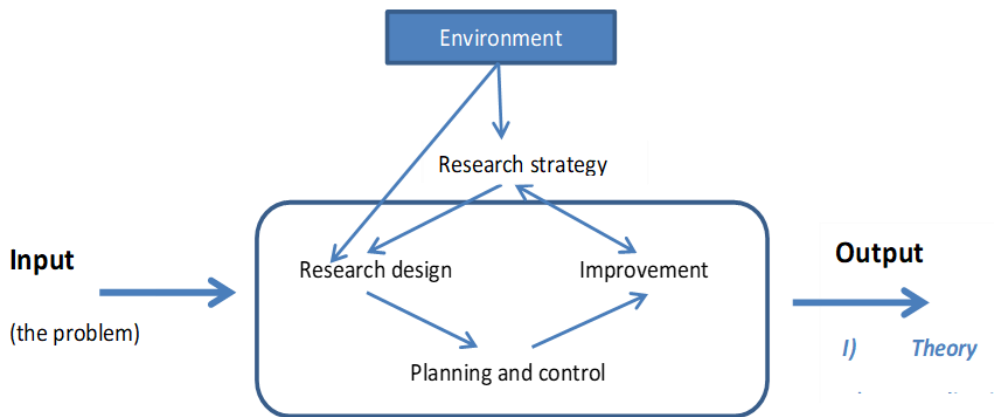 Environment
Research strategy
Input
Output
Research design
Improvement
(the problem)
I) Theory
Planning and control